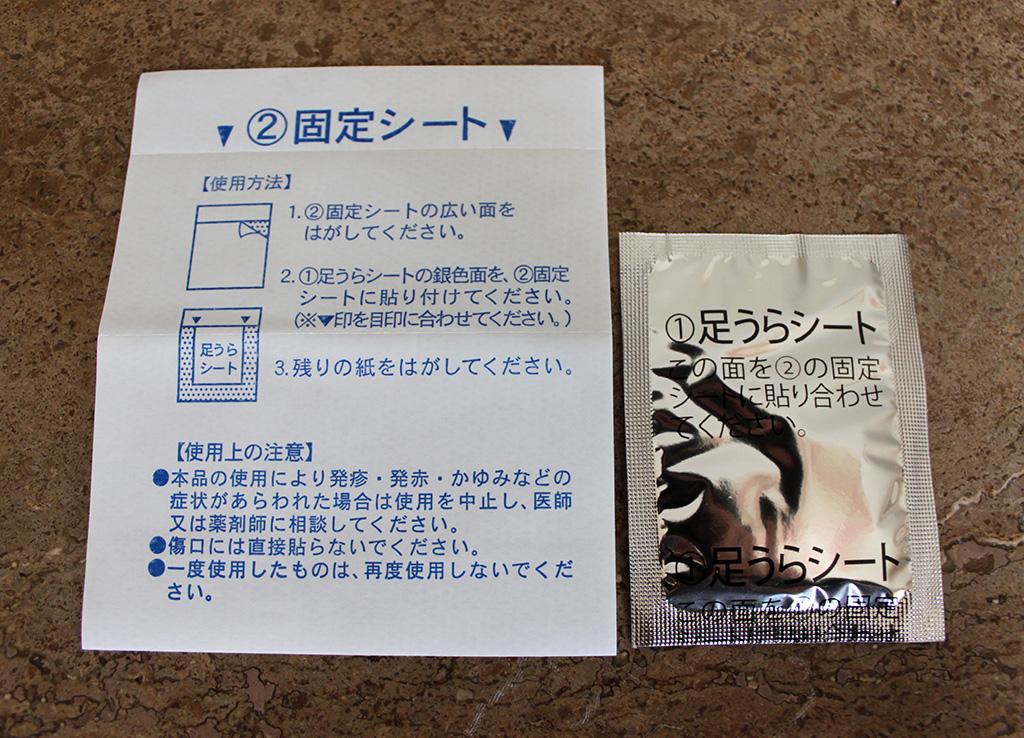 ▼②固定シート▼
【使用方法】
1.②固定シートの広い面を
はがしてください。
2.①足うらシートの銀色面を、②固定
シートに貼り付けてください。
(※▼印を目印に合わせてください。)
足うら
シート
3.残りの紙をはがしてください。
【使用上の注意】
●本品の使用により発疹・発赤・かゆみなどの
症状があらわれた場合は使用を中止し、医師
又は薬剤師に相談してください。
●傷口には直接貼らないでください。
●一度使用したものは、再度使用しないでくだ
さい。
①足うらシート
この面を②の固定
シートに貼り合わせ
てください。
①足うらシート
この面を②の固定